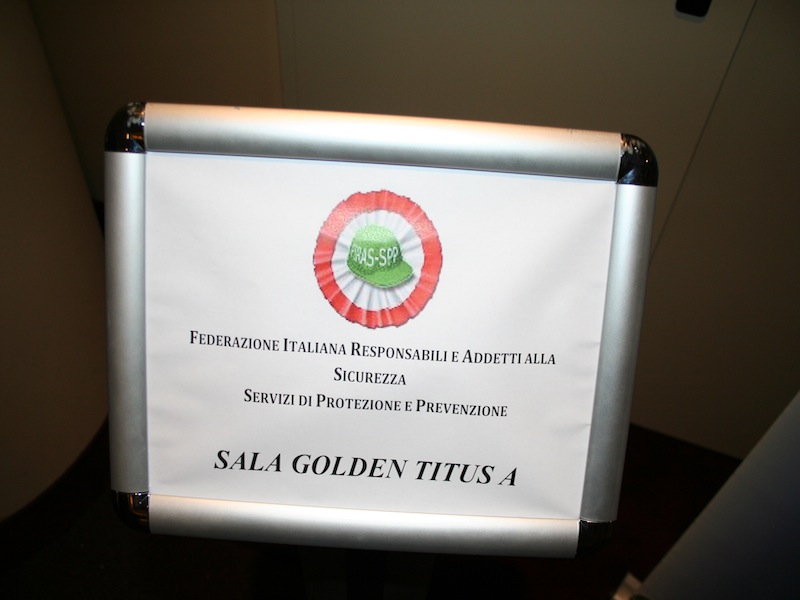 FIRAS-SPP
FEDERAZIONE ITALIANA RESPONSABILI E ADDETTI ALLA
SICUREZZA
SERVIZI DI PROTEZIONE E PREVENZIONE
SALA GOLDEN TITUS A